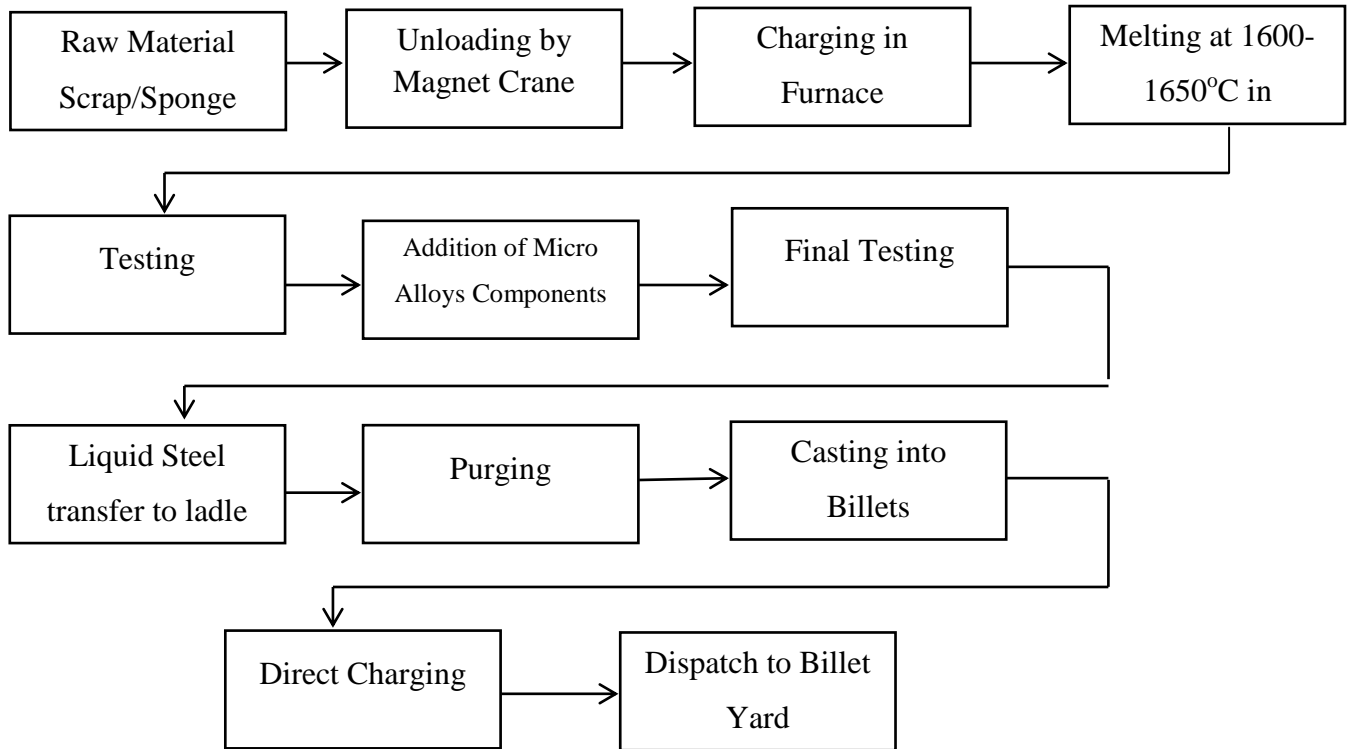 Raw Material
Scrap/Sponge
Unloading by
Magnet Crane
Charging in
Furnace
Melting at 1600-
1650°C in
Testing
Addition of Micro
Alloys Components
Final Testing
Liquid Steel
transfer to ladle
Purging
Casting into
Billets
Direct Charging
Dispatch to Billet
Yard